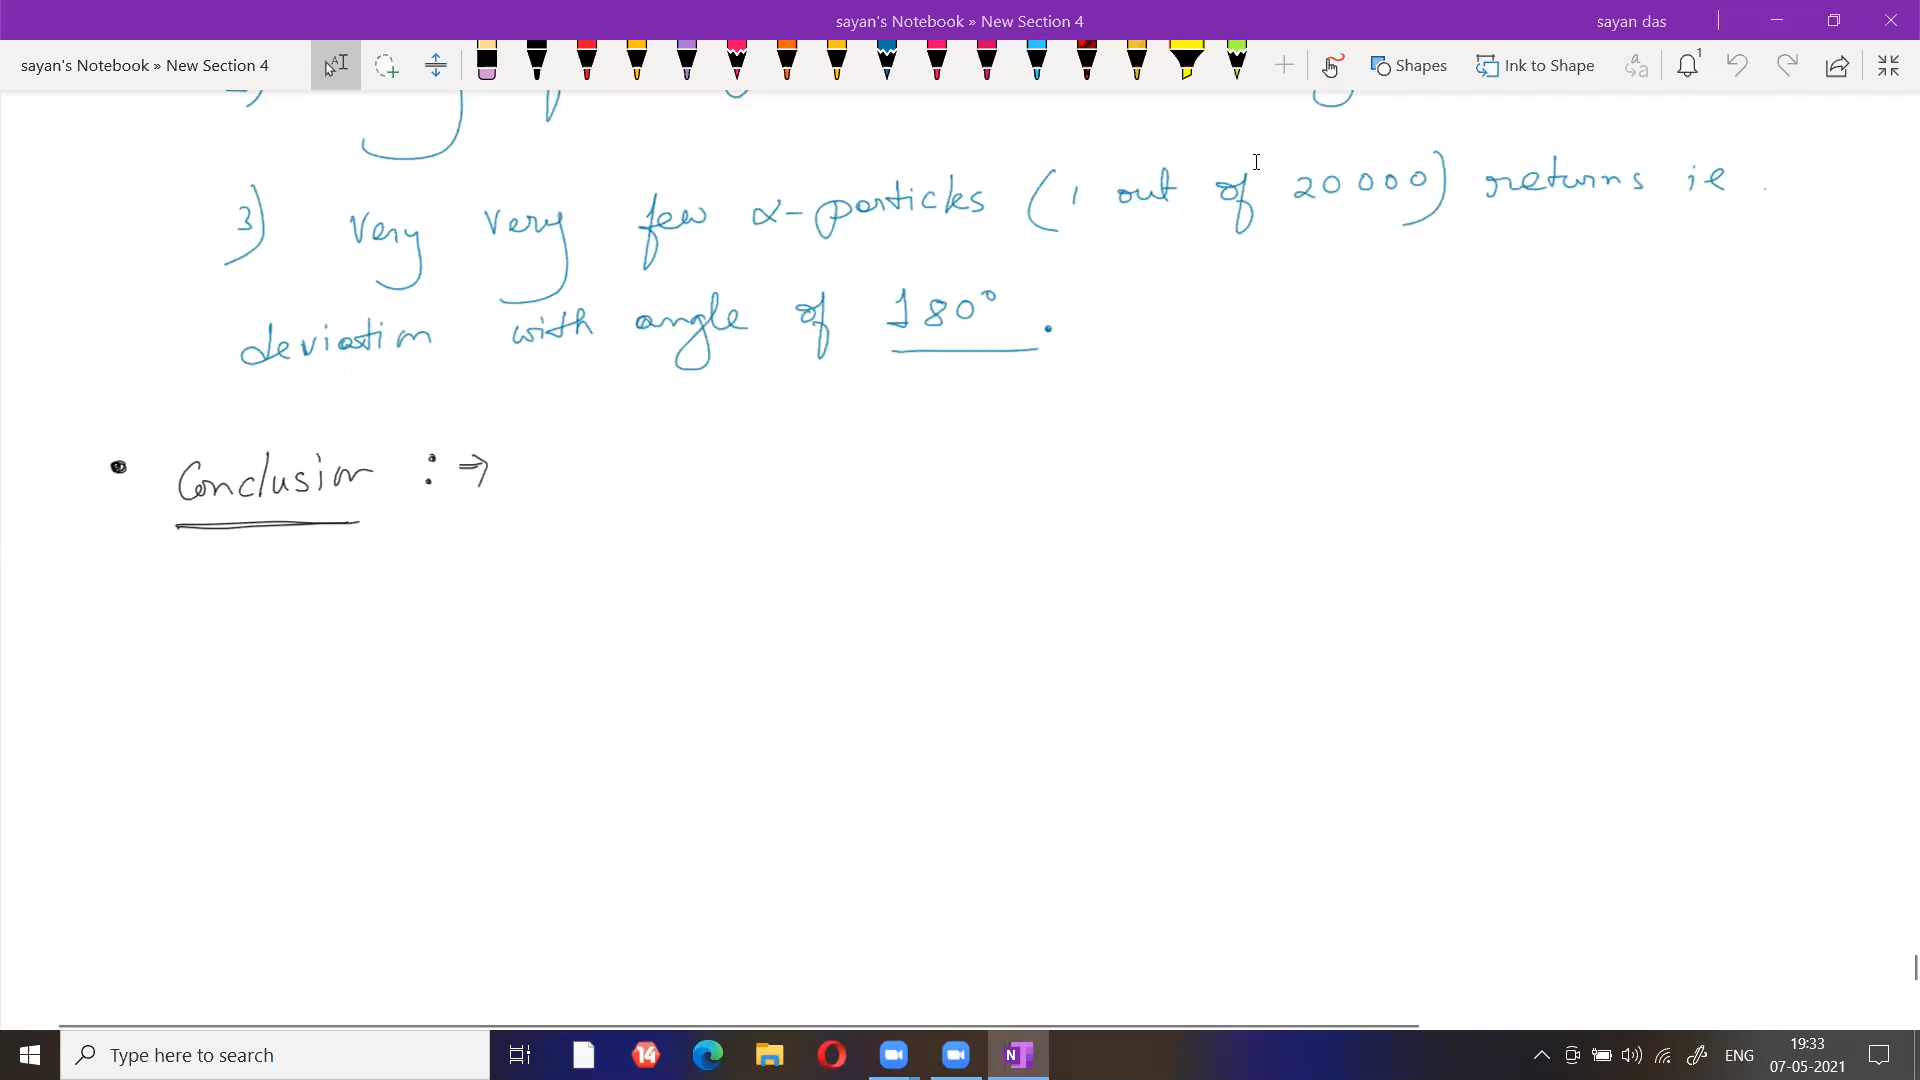 sayan's Notebook » New Section 4
sayan das
sayan's Notebook » New Section 4
Shapes
Ink to Shape
1
3) Very very few α-particles (1 out of 20000) returns ie.
deviation with angle of 180°.
• Conclusion : ⇒
Type here to search
14
N
ENG
19:33
07-05-2021